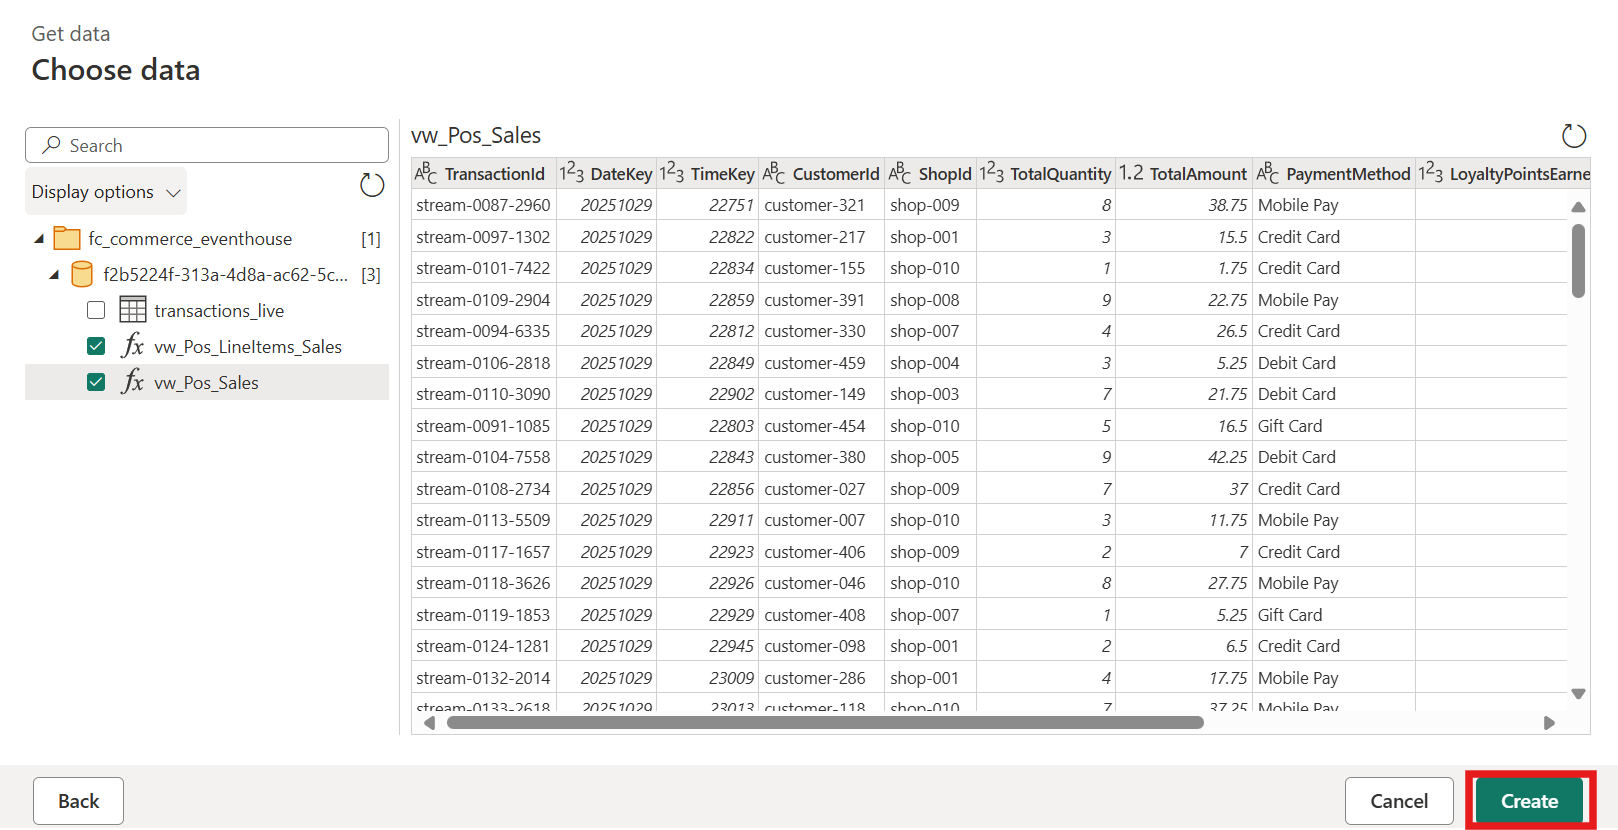 Get data
Choose data
Search
Display options
fc_commerce_eventhouse [1]
f2b5224f-313a-4d8a-ac62-5c... [3]
transactions_live
fx vw_Pos_LineItems_Sales
fx vw_Pos_Sales
vw_Pos_Sales
ABC TransactionId 123 DateKey 123 TimeKey ABC CustomerId ABC ShopId 123 TotalQuantity 1.2 TotalAmount ABC PaymentMethod 123 LoyaltyPointsEarne
stream-0087-2960 20251029 22751 customer-321 shop-009 8 38.75 Mobile Pay
stream-0097-1302 20251029 22822 customer-217 shop-001 3 15.5 Credit Card
stream-0101-7422 20251029 22834 customer-155 shop-010 1 1.75 Credit Card
stream-0109-2904 20251029 22859 customer-391 shop-008 9 22.75 Mobile Pay
stream-0094-6335 20251029 22812 customer-330 shop-007 4 26.5 Credit Card
stream-0106-2818 20251029 22849 customer-459 shop-004 3 5.25 Debit Card
stream-0110-3090 20251029 22902 customer-149 shop-003 7 21.75 Debit Card
stream-0091-1085 20251029 22803 customer-454 shop-010 5 16.5 Gift Card
stream-0104-7558 20251029 22843 customer-380 shop-005 9 42.25 Debit Card
stream-0108-2734 20251029 22856 customer-027 shop-009 7 37 Credit Card
stream-0113-5509 20251029 22911 customer-007 shop-010 3 11.75 Mobile Pay
stream-0117-1657 20251029 22923 customer-406 shop-009 2 7 Credit Card
stream-0118-3626 20251029 22926 customer-046 shop-010 8 27.75 Mobile Pay
stream-0119-1853 20251029 22929 customer-408 shop-007 1 5.25 Gift Card
stream-0124-1281 20251029 22945 customer-098 shop-001 2 6.5 Credit Card
stream-0132-2014 20251029 23009 customer-286 shop-001 4 17.75 Mobile Pay
stream-0133-2618 20251029 23013 customer-118 shop-010 7 37.25 Mobile Pay
Back
Cancel
Create